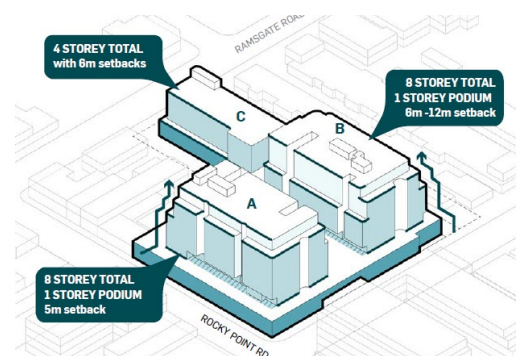 RAMSGATE ROAD
4 STOREY TOTAL
with 6m setbacks
8 STOREY TOTAL
1 STOREY PODIUM
6m -12m setback
C
B
A
8 STOREY TOTAL
1 STOREY PODIUM
5m setback
ROCKY POINT RD